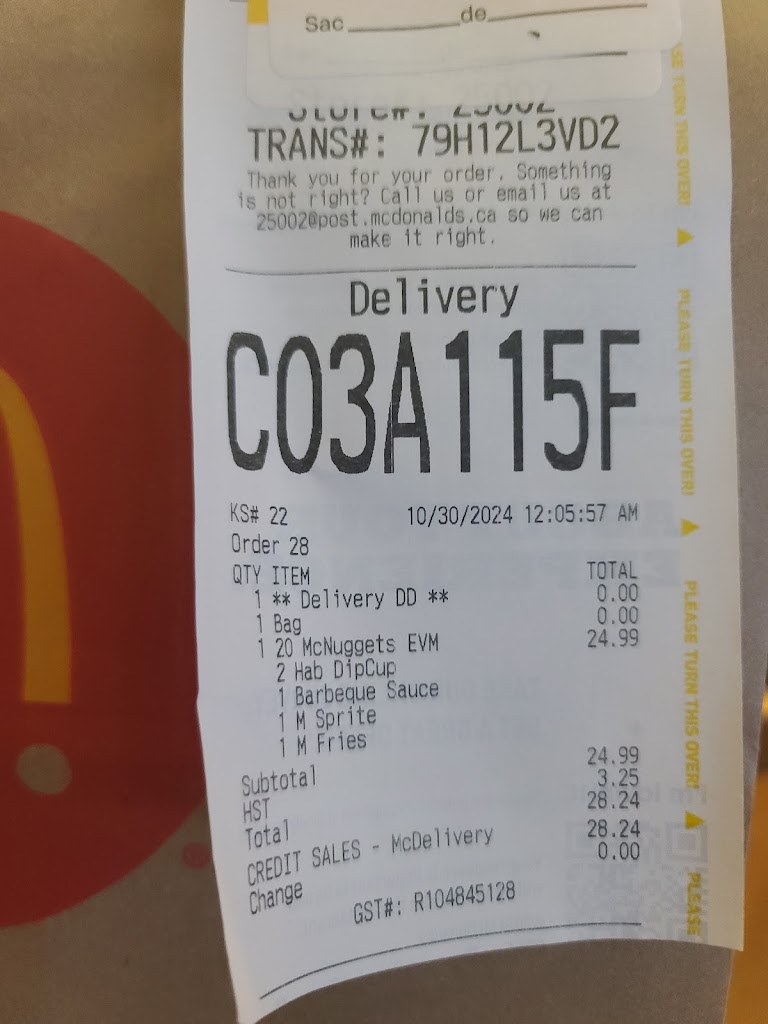 Sac de
Store#: 25002
TRANS#: 79H12L3VD2
Thank you for your order. Something
is not right? Call us or email us at
25002@post.mcdonalds.ca so we can
make it right.
Delivery
C03A115F
KS# 22 10/30/2024 12:05:57 AM
Order 28
QTY ITEM TOTAL
1 ** Delivery DD ** 0.00
1 Bag 0.00
1 20 McNuggets EVM 24.99
2 Hab DipCup
1 Barbeque Sauce
1 M Sprite
1 M Fries
Subtotal 24.99
HST 3.25
Total 28.24
CREDIT SALES - McDelivery 28.24
Change 0.00
GST#: R104845128
SE TURN THIS OVER!
PLEASE TURN THIS OVER!
PLEASE TURN THIS OVER!
PLEASE